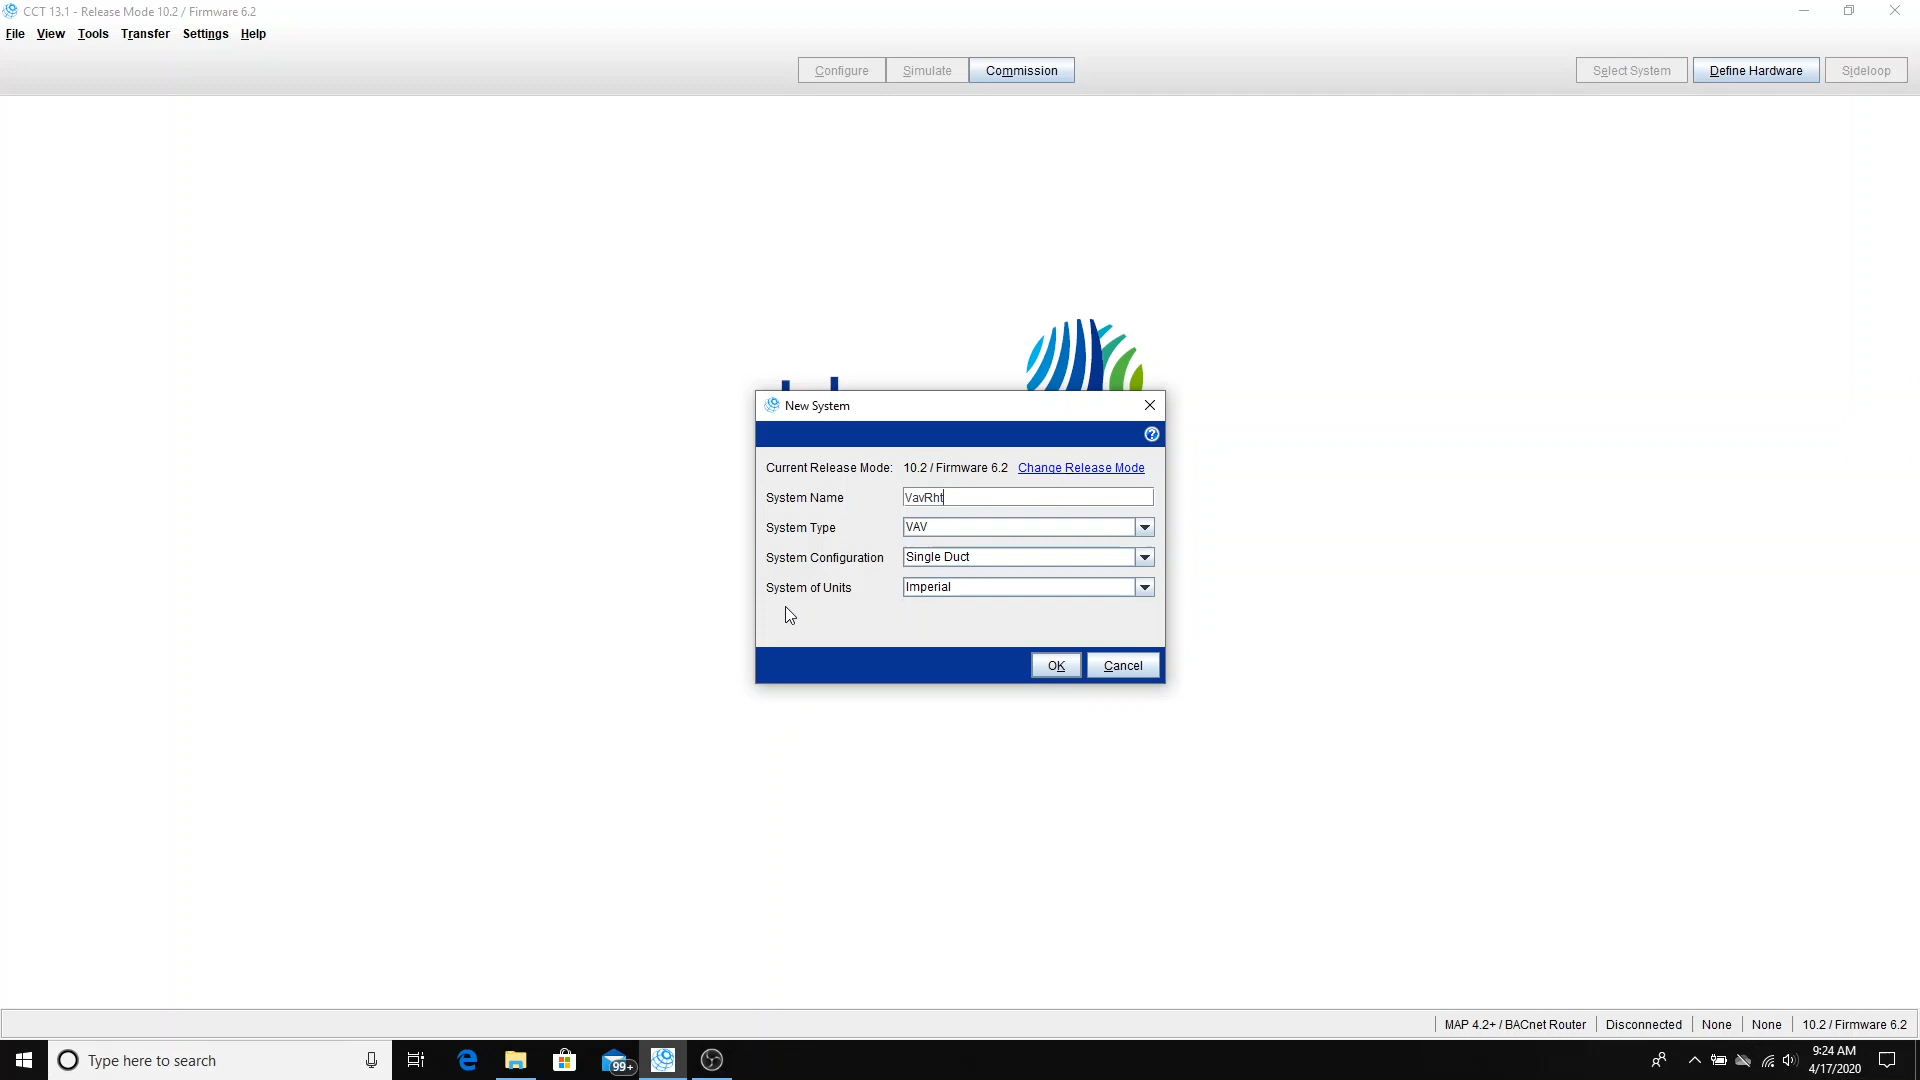 CCT 13.1 - Release Mode 10.2 / Firmware 6.2
File View Tools Transfer Settings Help
Configure Simulate Commission Select System Define Hardware Sideloop
New System
Current Release Mode: 10.2 / Firmware 6.2 Change Release Mode
System Name VavRht
System Type VAV
System Configuration Single Duct
System of Units Imperial
OK Cancel
MAP 4.2+ / BACnet Router Disconnected None None 10.2 / Firmware 6.2
Type here to search
99+
9:24 AM
4/17/2020